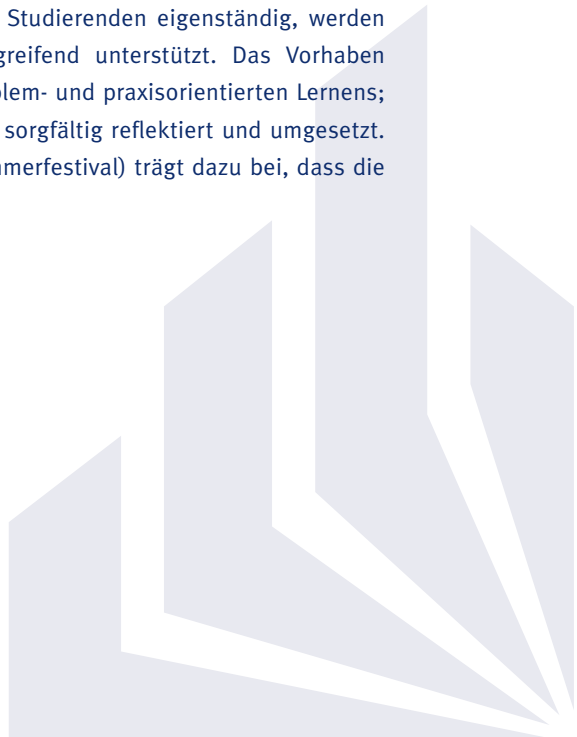 Studierenden eigenständig, werden
greifend unterstützt. Das Vorhaben
lem- und praxisorientierten Lernens;
sorgfältig reflektiert und umgesetzt.
merfestival) trägt dazu bei, dass die